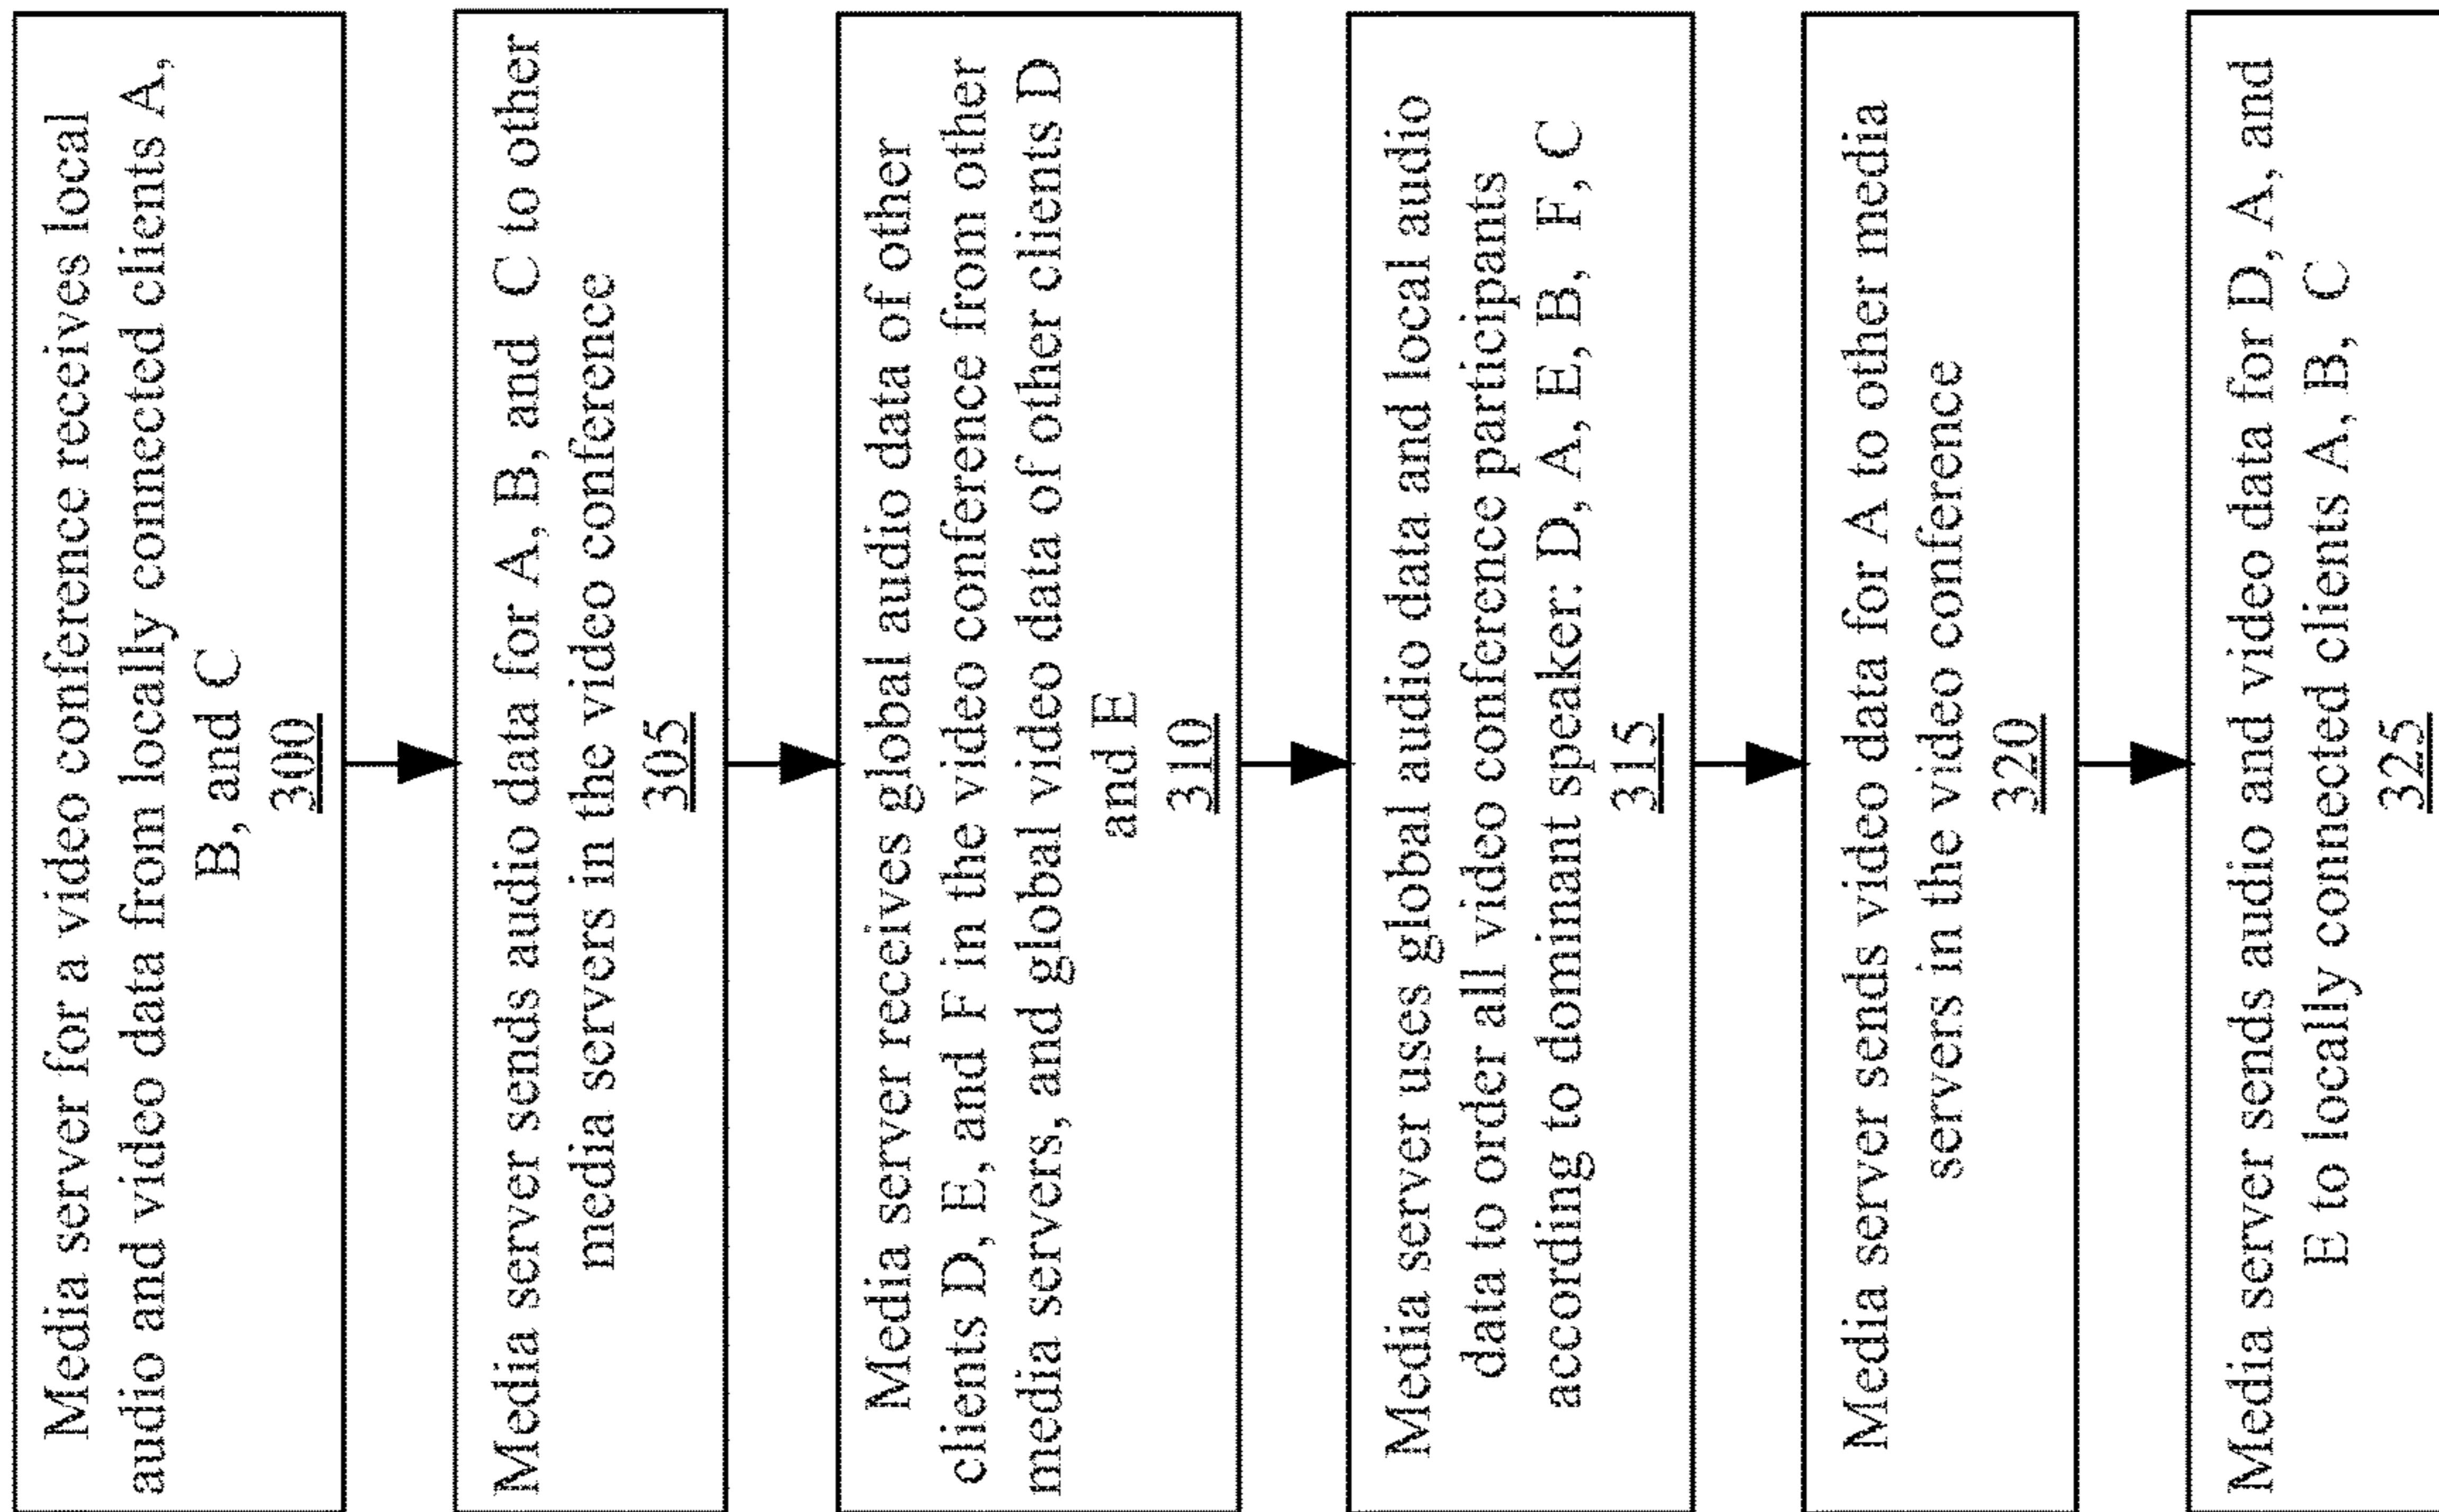 Media server for a video conference receives local
audio and video data from locally connected clients A,
B, and C
300
Media server sends audio data for A, B, and C to other
media servers in the video conference
305
Media server receives global audio data of other
clients D, E, and F in the video conference from other
media servers, and global video data of other clients D
and E
310
Media server uses global audio data and local audio
data to order all video conference participants
according to dominant speaker: D, A, E, B, F, C
315
Media server sends video data for A to other media
servers in the video conference
320
Media server sends audio and video data for D, A, and
E to locally connected clients A, B, C
325